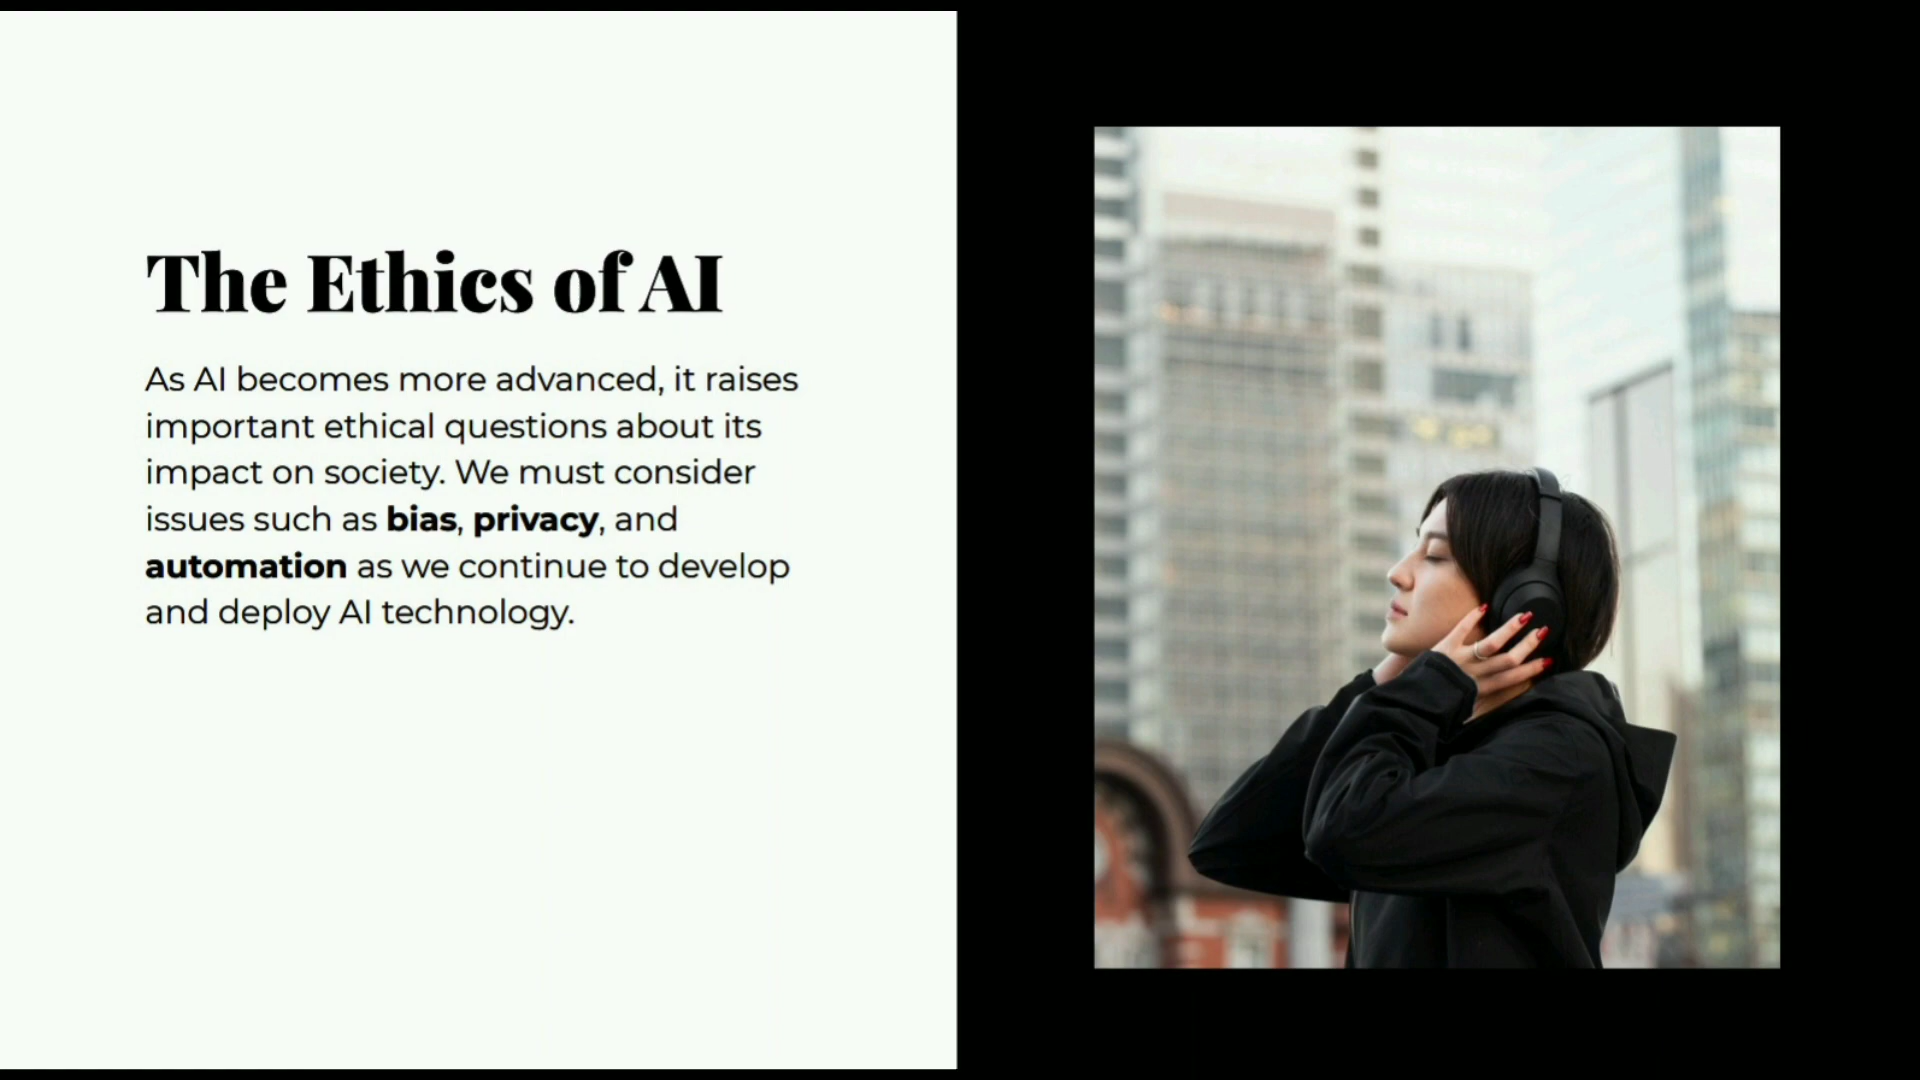 The Ethics of AI
As AI becomes more advanced, it raises
important ethical questions about its
impact on society. We must consider
issues such as bias, privacy, and
automation as we continue to develop
and deploy AI technology.